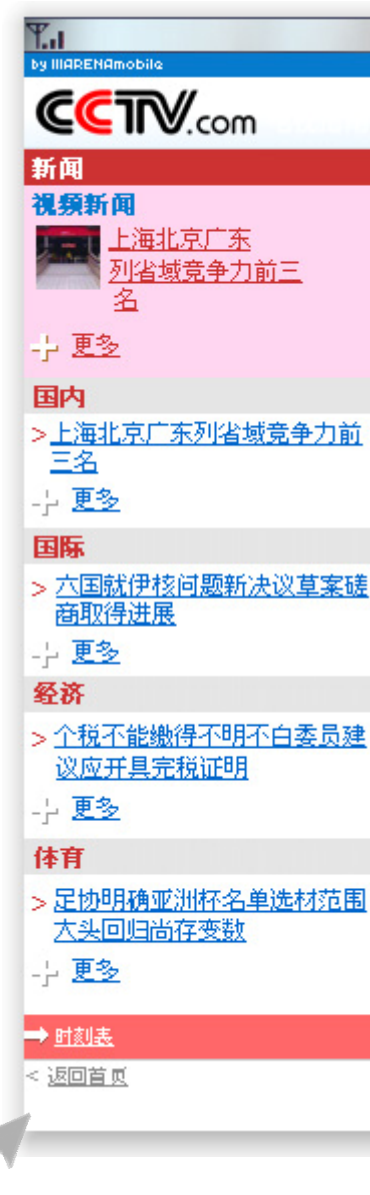 by IIIARENAmobile
CCTV.com
新闻
视频新闻
上海北京广东
列省域竞争力前三
名
更多
国内
> 上海北京广东列省域竞争力前
三名
更多
国际
> 六国就伊核问题新决议草案磋
商取得进展
更多
经济
> 个税不能缴得不明不白委员建
议应开具完税证明
更多
体育
> 足协明确亚洲杯名单选材范围
大头回归尚存变数
更多
时刻表
< 返回首页